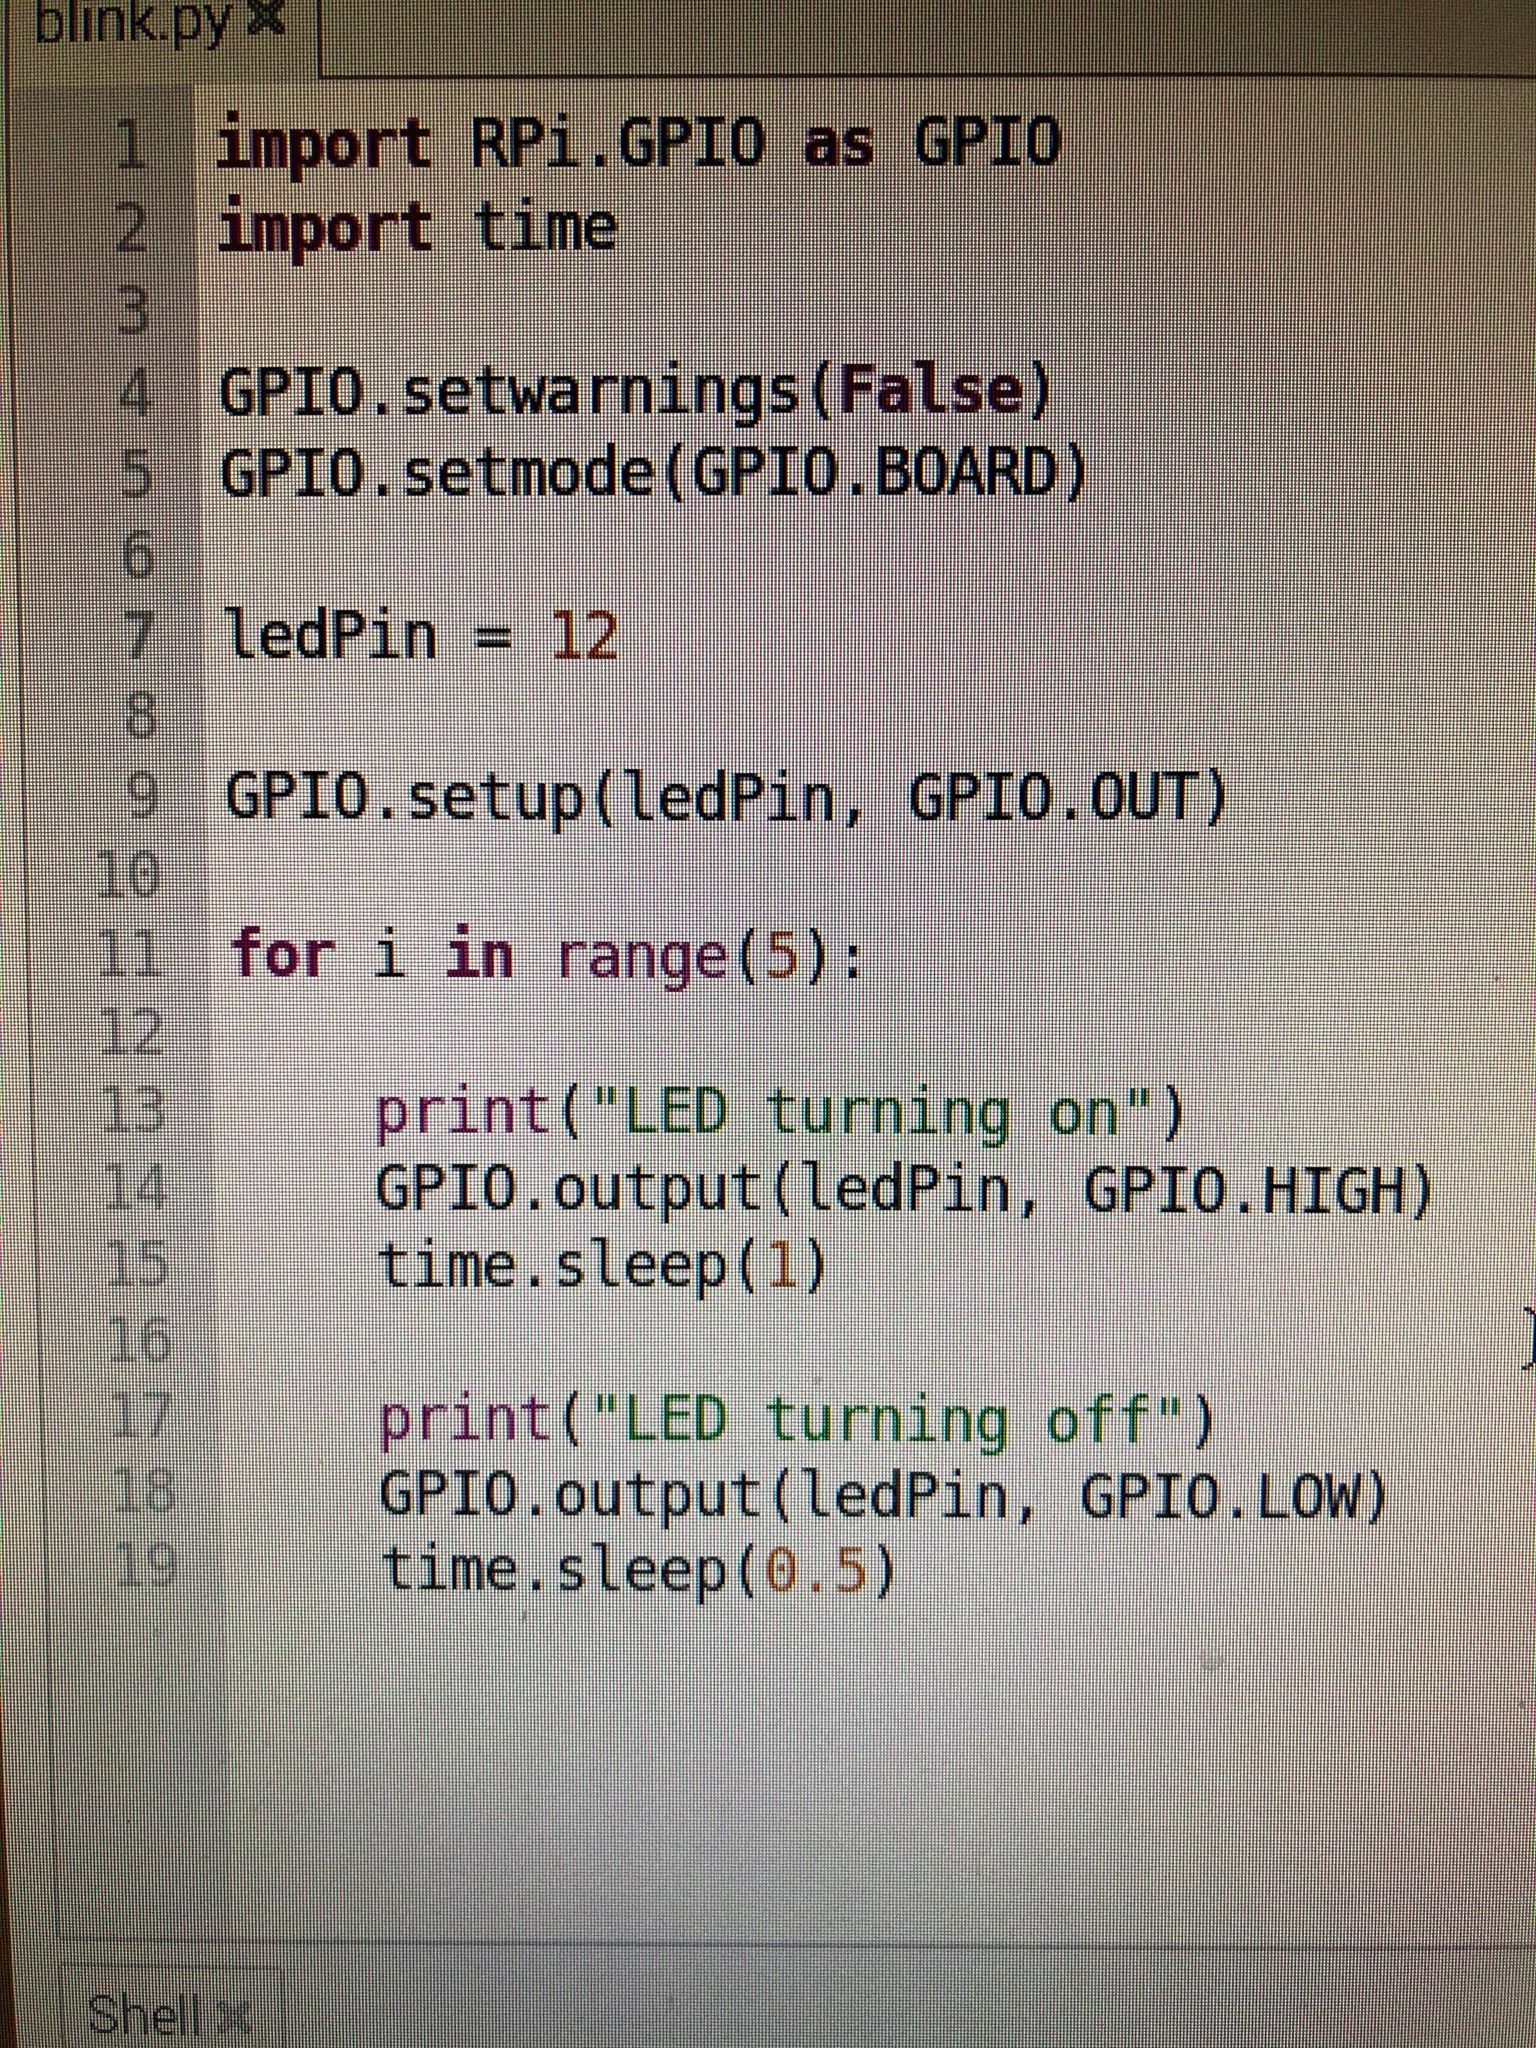 blink.py ✖
1 import RPi.GPIO as GPIO
2 import time
3
4 GPIO.setwarnings(False)
5 GPIO.setmode(GPIO.BOARD)
6
7 ledPin = 12
8
9 GPIO.setup(ledPin, GPIO.OUT)
10
11 for i in range(5):
12
13     print("LED turning on")
14     GPIO.output(ledPin, GPIO.HIGH)
15     time.sleep(1)
16
17     print("LED turning off")
18     GPIO.output(ledPin, GPIO.LOW)
19     time.sleep(0.5)
Shell ✖